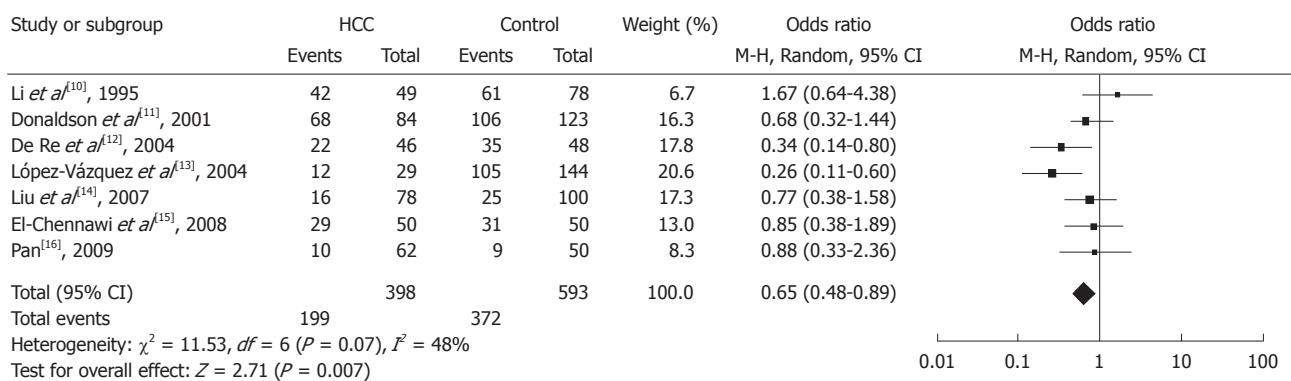 Study or subgroup HCC Control Weight (%) Odds ratio Odds ratio
Events Total Events Total M-H, Random, 95% CI M-H, Random, 95% CI
Li et al[10], 1995 42 49 61 78 6.7 1.67 (0.64-4.38)
Donaldson et al[11], 2001 68 84 106 123 16.3 0.68 (0.32-1.44)
De Re et al[12], 2004 22 46 35 48 17.8 0.34 (0.14-0.80)
López-Vázquez et al[13], 2004 12 29 105 144 20.6 0.26 (0.11-0.60)
Liu et al[14], 2007 16 78 25 100 17.3 0.77 (0.38-1.58)
El-Chennawi et al[15], 2008 29 50 31 50 13.0 0.85 (0.38-1.89)
Pan[16], 2009 10 62 9 50 8.3 0.88 (0.33-2.36)
Total (95% CI) 398 593 100.0 0.65 (0.48-0.89)
Total events 199 372
Heterogeneity: χ2 = 11.53, df = 6 (P = 0.07), I2 = 48%
Test for overall effect: Z = 2.71 (P = 0.007)
0.01 0.1 1 10 100